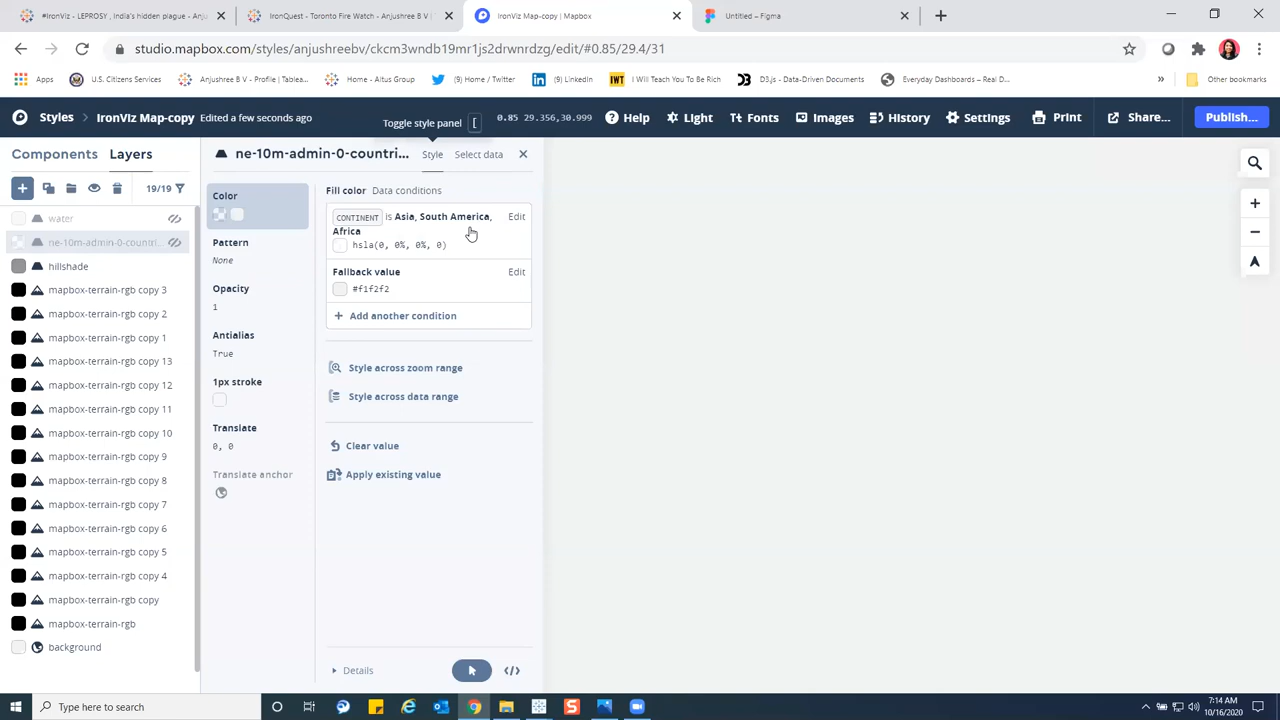 #IronViz - LEPROSY , India's hidden plague - Anju
IronQuest - Toronto Fire Watch - Anjushree B V |
IronViz Map-copy | Mapbox
Untitled – Figma
studio.mapbox.com/styles/anjushreebv/ckcm3wndb19mr1js2drwnrdzg/edit/#0.85/29.4/31
Apps
U.S. Citizens Services
Anjushree B V - Profile | Tablea...
Home - Altus Group
(9) Home / Twitter
(9) LinkedIn
I Will Teach You To Be Ri
D3.js - Data-Driven Documents
Everyday Dashboards – Real D...
»
Other bookmarks
Styles
IronViz Map-copy Edited a few seconds ago
Toggle style panel [
0.85 29.356,30.999
Help
Light
Fonts
Images
History
Settings
Print
Share...
Publish...
Components Layers
19/19
water
ne-10m-admin-0-countri...
hillshade
mapbox-terrain-rgb copy 3
mapbox-terrain-rgb copy 2
mapbox-terrain-rgb copy 1
mapbox-terrain-rgb copy 13
mapbox-terrain-rgb copy 12
mapbox-terrain-rgb copy 11
mapbox-terrain-rgb copy 10
mapbox-terrain-rgb copy 9
mapbox-terrain-rgb copy 8
mapbox-terrain-rgb copy 7
mapbox-terrain-rgb copy 6
mapbox-terrain-rgb copy 5
mapbox-terrain-rgb copy 4
mapbox-terrain-rgb copy
mapbox-terrain-rgb
background
ne-10m-admin-0-countri...
Style
Select data
Color
Pattern
None
Opacity
1
Antialias
True
1px stroke
Translate
0, 0
Translate anchor
Fill color Data conditions
CONTINENT is Asia, South America,
Africa
Edit
hsla(0, 0%, 0%, 0)
Fallback value
Edit
#f1f2f2
+ Add another condition
Style across zoom range
Style across data range
Clear value
Apply existing value
Details
</>
Type here to search
7:14 AM
10/16/2020